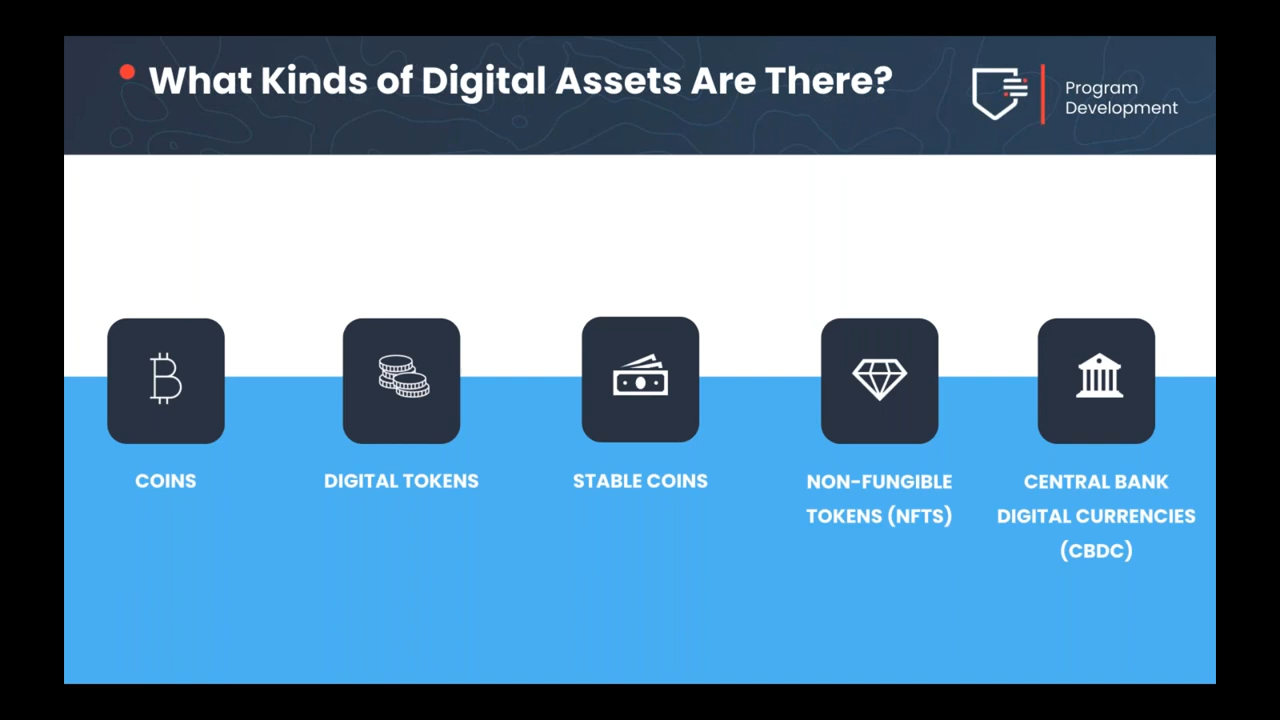 What Kinds of Digital Assets Are There?
Program
Development
COINS
DIGITAL TOKENS
STABLE COINS
NON-FUNGIBLE
TOKENS (NFTS)
CENTRAL BANK
DIGITAL CURRENCIES
(CBDC)